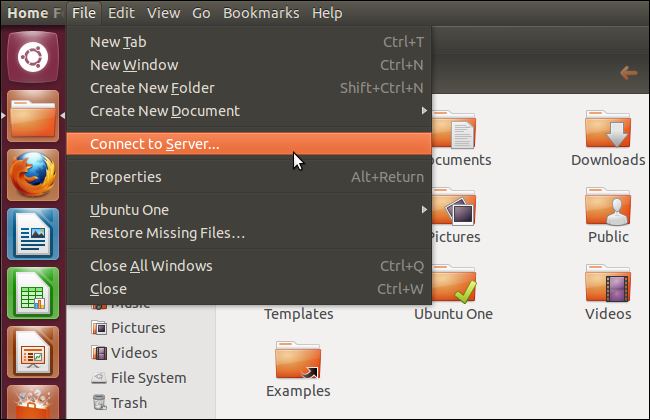 Home Fo File Edit View Go Bookmarks Help
New Tab Ctrl+T
New Window Ctrl+N
Create New Folder Shift+Ctrl+N
Create New Document
Connect to Server...
Properties Alt+Return
Ubuntu One
Restore Missing Files...
Close All Windows Ctrl+Q
Close Ctrl+W
ocuments Downloads
Pictures Public
Templates Ubuntu One Videos
Examples
Music
Pictures
Videos
File System
Trash